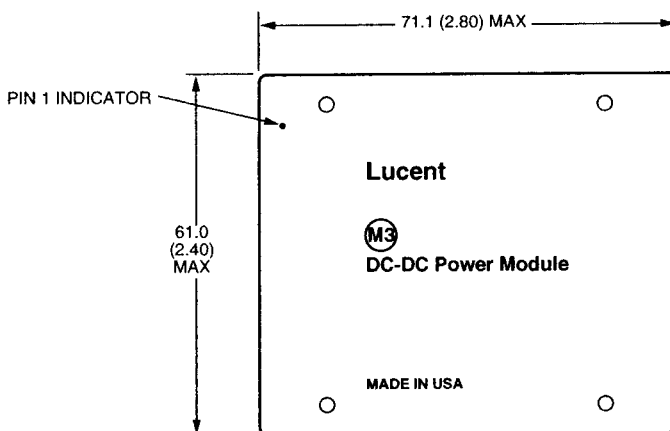 71.1 (2.80) MAX
PIN 1 INDICATOR
Lucent
61.0
(2.40)
MAX
M3
DC-DC Power Module
MADE IN USA